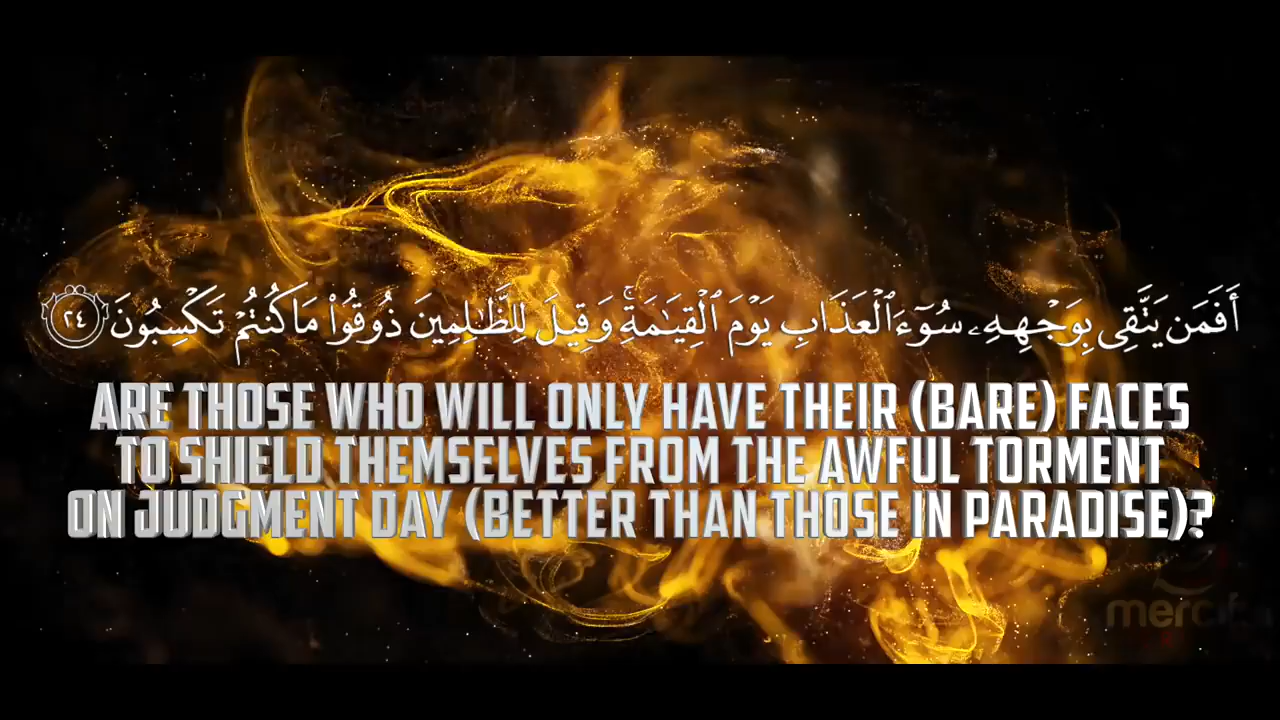 أَفَمَن يَتَّقِى بِوَجْهِهِۦ سُوٓءَ ٱلْعَذَابِ يَوْمَ ٱلْقِيَـٰمَةِ ۚ وَقِيلَ لِلظَّـٰلِمِينَ ذُوقُوا۟ مَا كُنتُمْ تَكْسِبُونَ ٢٤
ARE THOSE WHO WILL ONLY HAVE THEIR (BARE) FACES
TO SHIELD THEMSELVES FROM THE AWFUL TORMENT
ON JUDGMENT DAY (BETTER THAN THOSE IN PARADISE)?